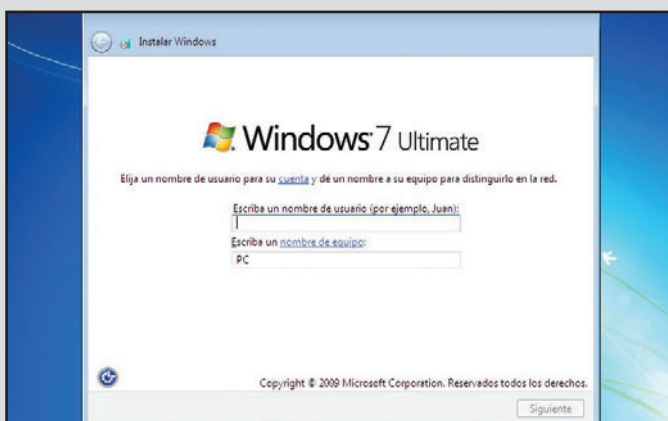 Instalar Windows
Windows 7 Ultimate
Elija un nombre de usuario para su cuenta y dé un nombre a su equipo para distinguirlo en la red.
Escriba un nombre de usuario (por ejemplo, Juan):
Escriba un nombre de equipo:
PC
Copyright © 2009 Microsoft Corporation. Reservados todos los derechos.
Siguiente